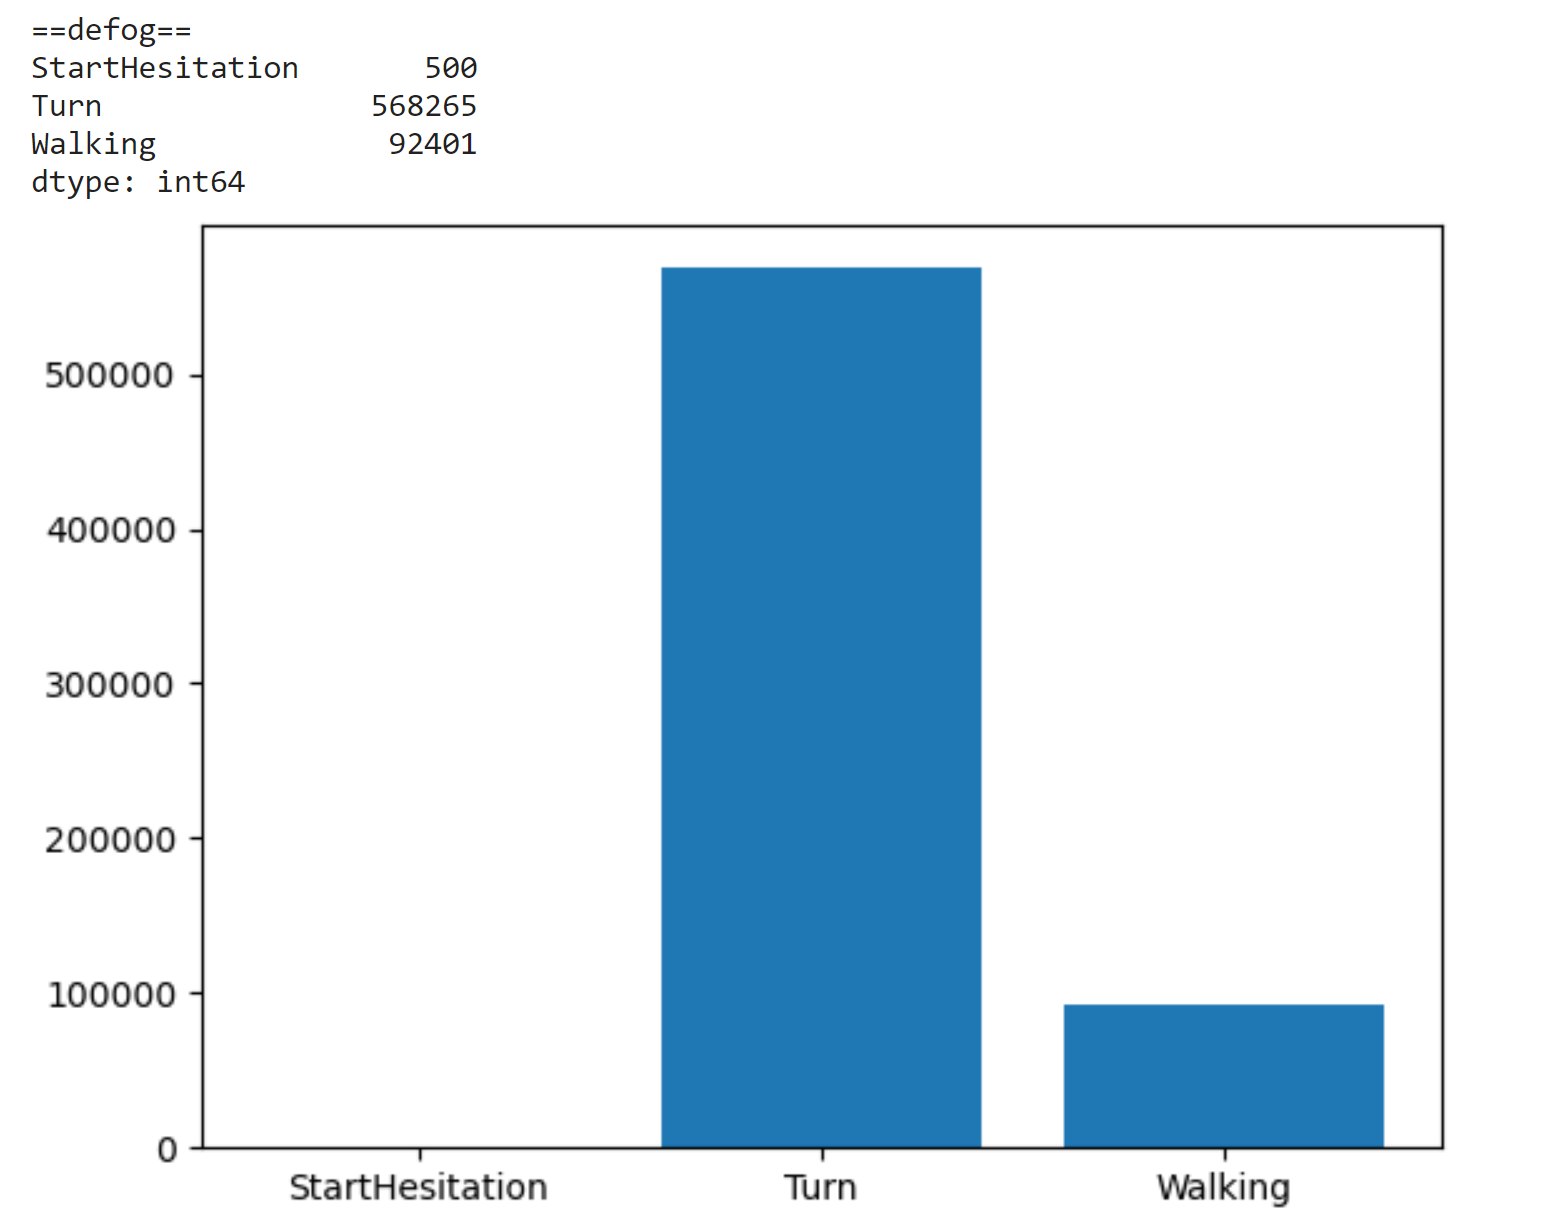 ==defog==
StartHesitation 500
Turn 568265
Walking 92401
dtype: int64
500000
400000
300000
200000
100000
0
StartHesitation Turn Walking